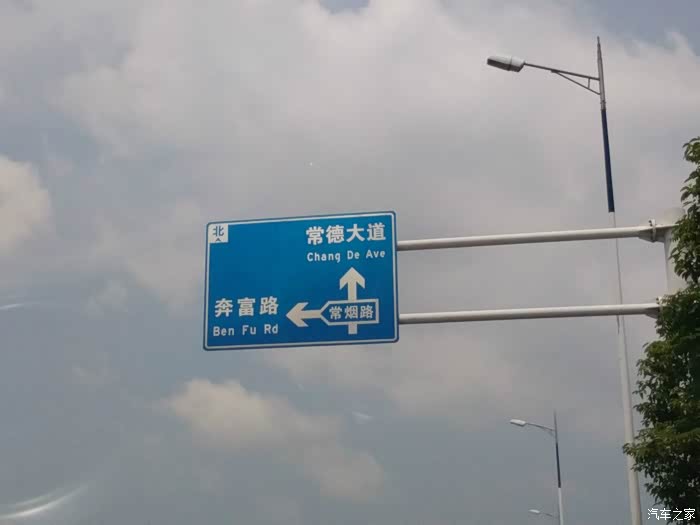 北
常德大道
Chang De Ave
奔富路
Ben Fu Rd
常烟路
汽车之家